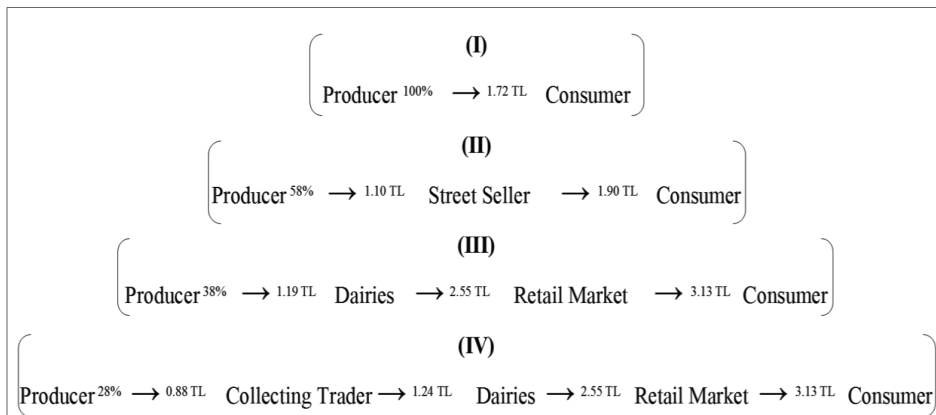 (I)
Producer 100% → 1.72 TL Consumer
(II)
Producer 58% → 1.10 TL Street Seller → 1.90 TL Consumer
(III)
Producer 38% → 1.19 TL Dairies → 2.55 TL Retail Market → 3.13 TL Consumer
(IV)
Producer 28% → 0.88 TL Collecting Trader → 1.24 TL Dairies → 2.55 TL Retail Market → 3.13 TL Consumer